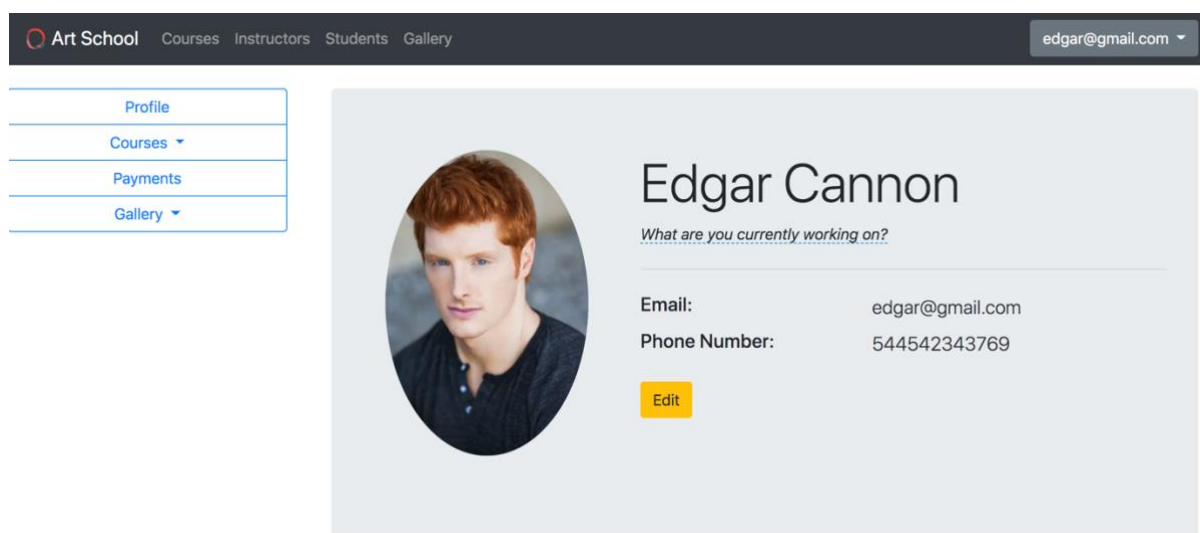 Art School Courses Instructors Students Gallery edgar@gmail.com
Profile
Courses
Payments
Gallery
Edgar Cannon
What are you currently working on?
Email: edgar@gmail.com
Phone Number: 544542343769
Edit